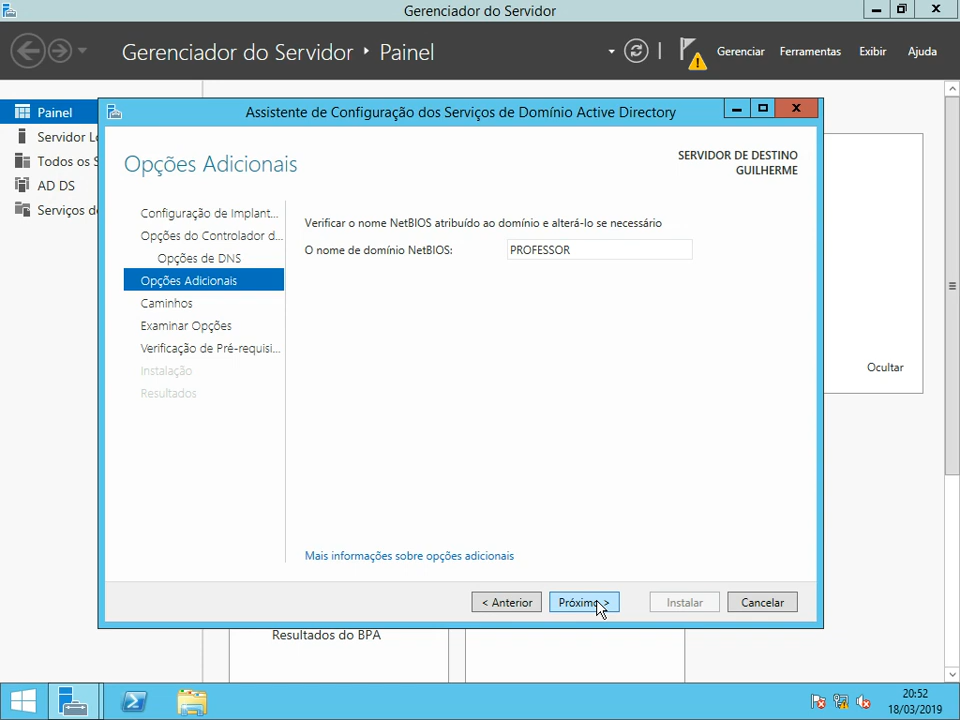 Gerenciador do Servidor
Gerenciador do Servidor ‣ Painel
Gerenciar Ferramentas Exibir Ajuda
Painel
Servidor Lo
Todos os S
AD DS
Serviços de
Assistente de Configuração dos Serviços de Domínio Active Directory
Opções Adicionais
SERVIDOR DE DESTINO
GUILHERME
Configuração de Implant...
Opções do Controlador d...
Opções de DNS
Opções Adicionais
Caminhos
Examinar Opções
Verificação de Pré-requisi...
Instalação
Resultados
Verificar o nome NetBIOS atribuído ao domínio e alterá-lo se necessário
O nome de domínio NetBIOS: PROFESSOR
Mais informações sobre opções adicionais
< Anterior Próximo > Instalar Cancelar
Ocultar
Resultados do BPA
20:52
18/03/2019